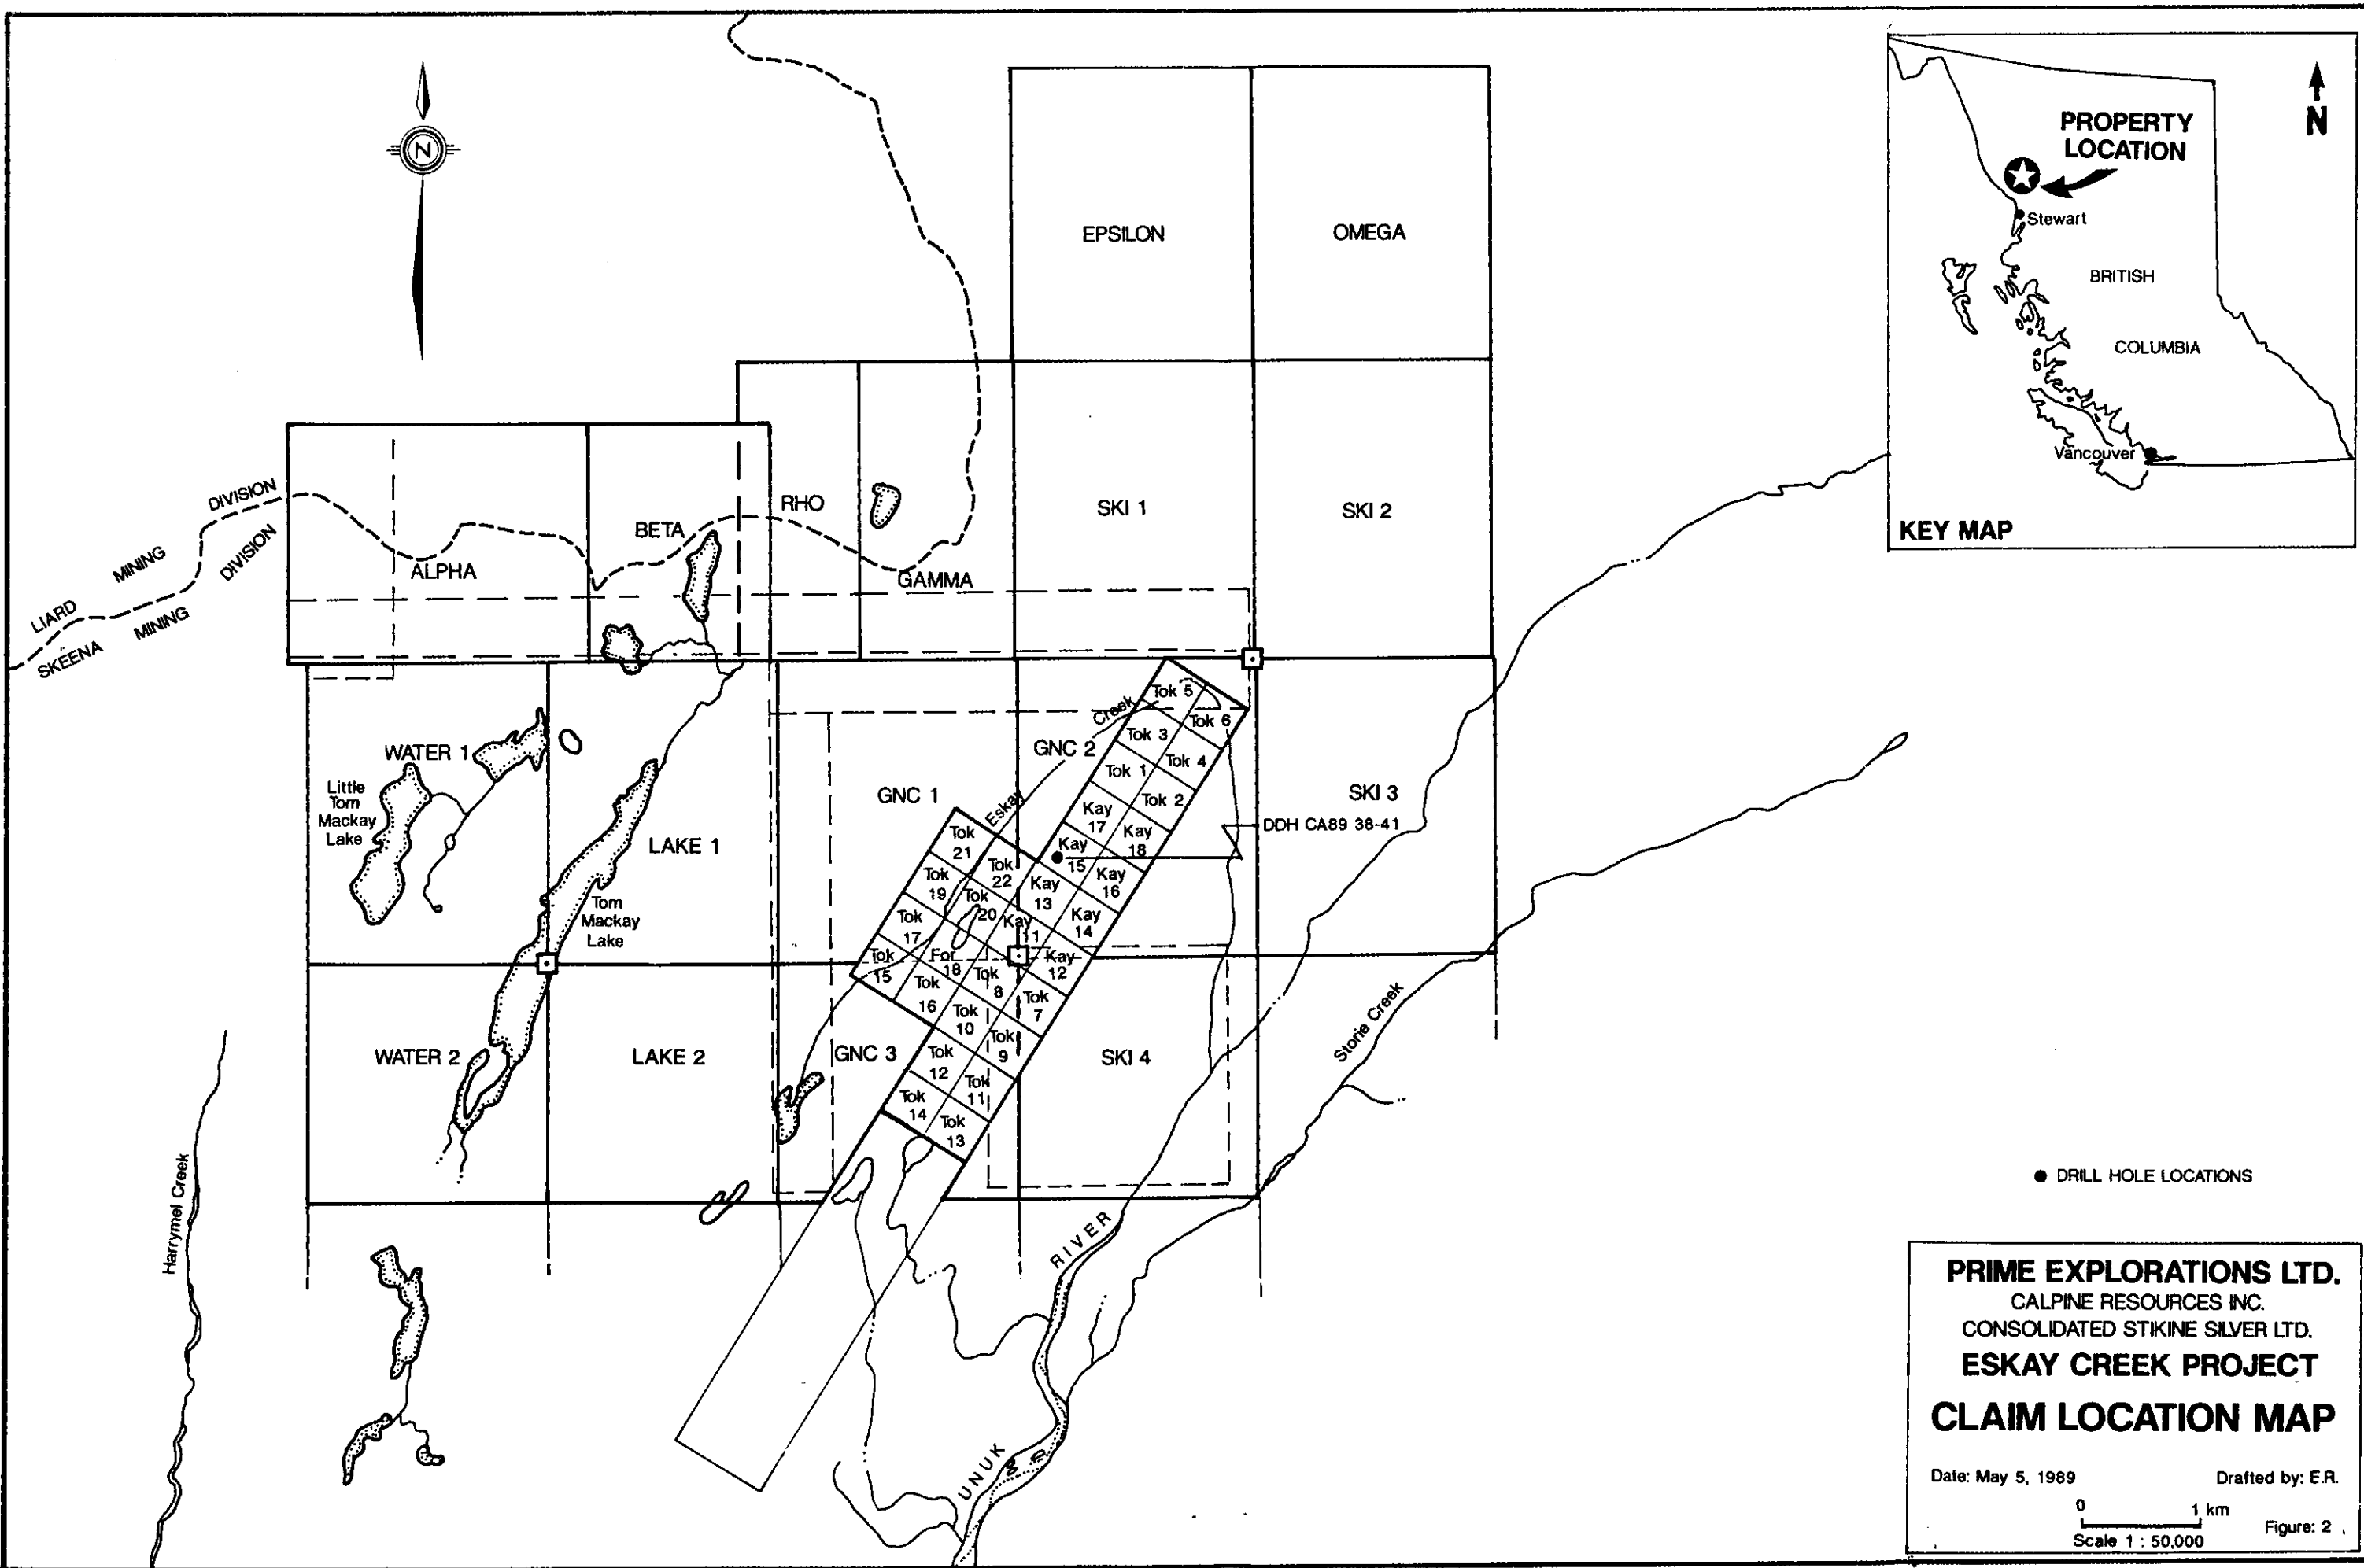 N
EPSILON
OMEGA
PROPERTY
LOCATION
N
Stewart
BRITISH
COLUMBIA
Vancouver
KEY MAP
LIARD MINING DIVISION
SKEENA MINING DIVISION
ALPHA
BETA
RHO
GAMMA
SKI 1
SKI 2
WATER 1
Little
Tom
Mackay
Lake
LAKE 1
Tom
Mackay
Lake
GNC 1
GNC 2
Eskay Creek
SKI 3
DDH CA89 38-41
Tok 5
Tok 6
Tok 3
Tok 4
Tok 1
Tok 2
Kay
17
Kay
18
Kay
15
Kay
16
Kay
13
Kay
14
Kay
11
Kay
12
Tok
21
Tok
22
Tok
19
Tok
20
Tok
17
For
18
Tok
15
Tok
16
Tok
8
Tok
7
Tok
10
Tok
9
Tok
12
Tok
11
Tok
14
Tok
13
WATER 2
LAKE 2
GNC 3
SKI 4
Storie Creek
Harrymel Creek
UNUK RIVER
DRILL HOLE LOCATIONS
PRIME EXPLORATIONS LTD.
CALPINE RESOURCES INC.
CONSOLIDATED STIKINE SILVER LTD.
ESKAY CREEK PROJECT
CLAIM LOCATION MAP
Date: May 5, 1989
Drafted by: E.R.
0 1 km
Scale 1 : 50,000
Figure: 2